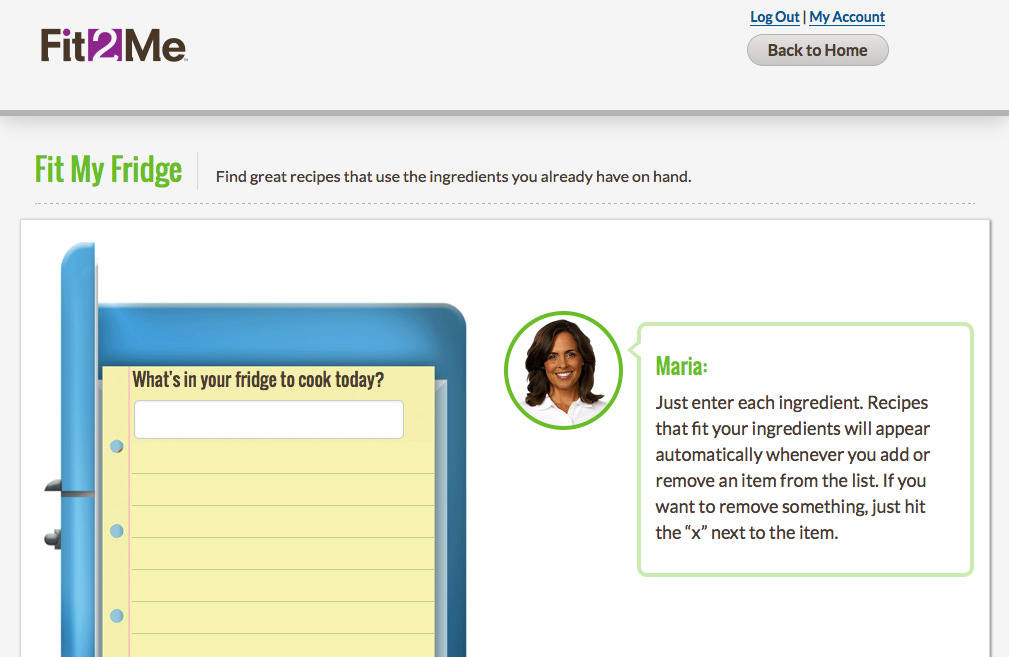 Log Out | My Account
Fit2Me™
Back to Home
Fit My Fridge
Find great recipes that use the ingredients you already have on hand.
What's in your fridge to cook today?
Maria:
Just enter each ingredient. Recipes
that fit your ingredients will appear
automatically whenever you add or
remove an item from the list. If you
want to remove something, just hit
the “x” next to the item.